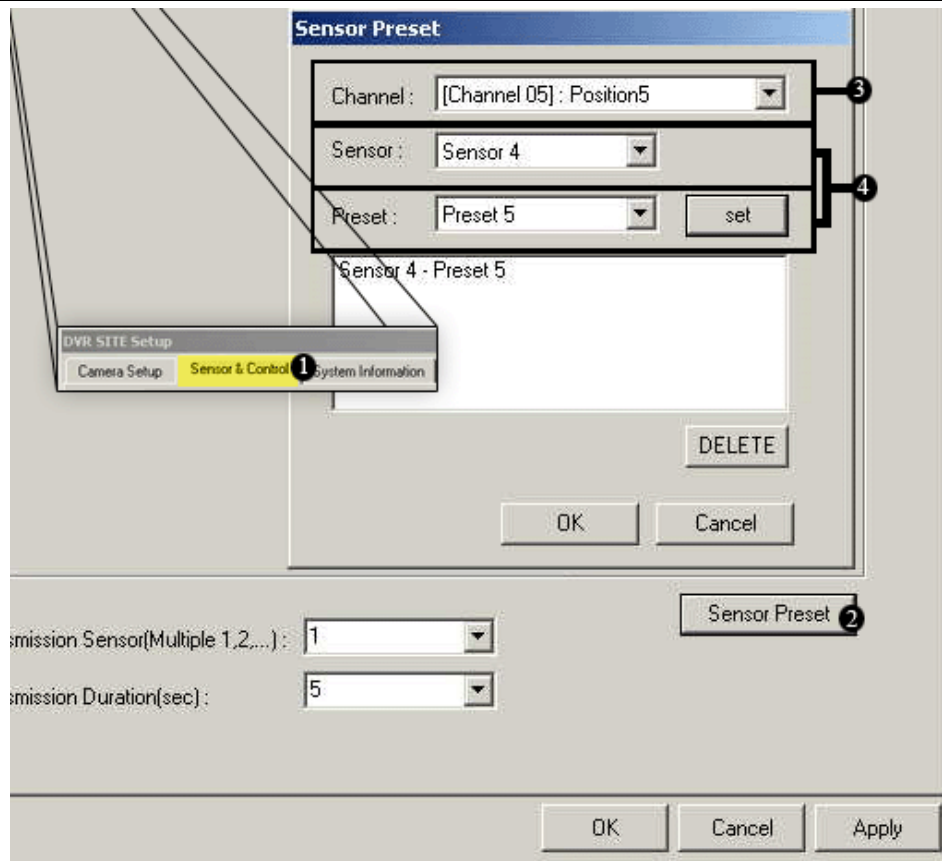 Sensor Preset
Channel : [Channel 05] : Position5 3
Sensor : Sensor 4
4
Preset : Preset 5 set
Sensor 4 - Preset 5
DVR SITE Setup
Camera Setup Sensor & Control 1 System Information
DELETE
OK Cancel
Sensor Preset 2
smission Sensor(Multiple 1,2,...) : 1
smission Duration(sec) : 5
OK Cancel Apply